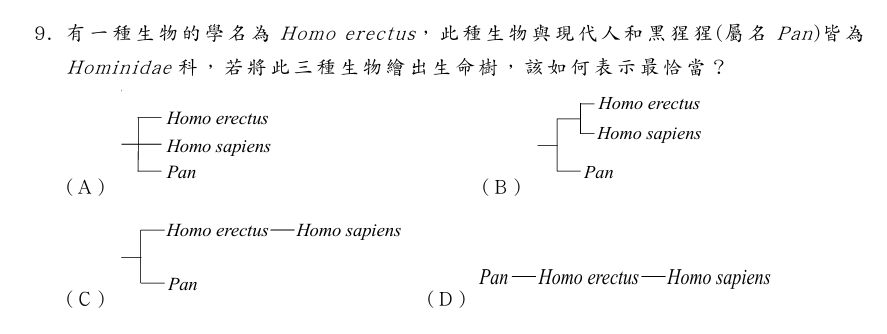 9. 有一種生物的學名為 Homo erectus，此種生物與現代人和黑猩猩(屬名 Pan)皆為
Hominidae 科，若將此三種生物繪出生命樹，該如何表示最恰當？
Homo erectus
Homo sapiens
Pan
（A）
Homo erectus
Homo sapiens
Pan
（B）
Homo erectus Homo sapiens
Pan
（C）
Pan Homo erectus Homo sapiens
（D）